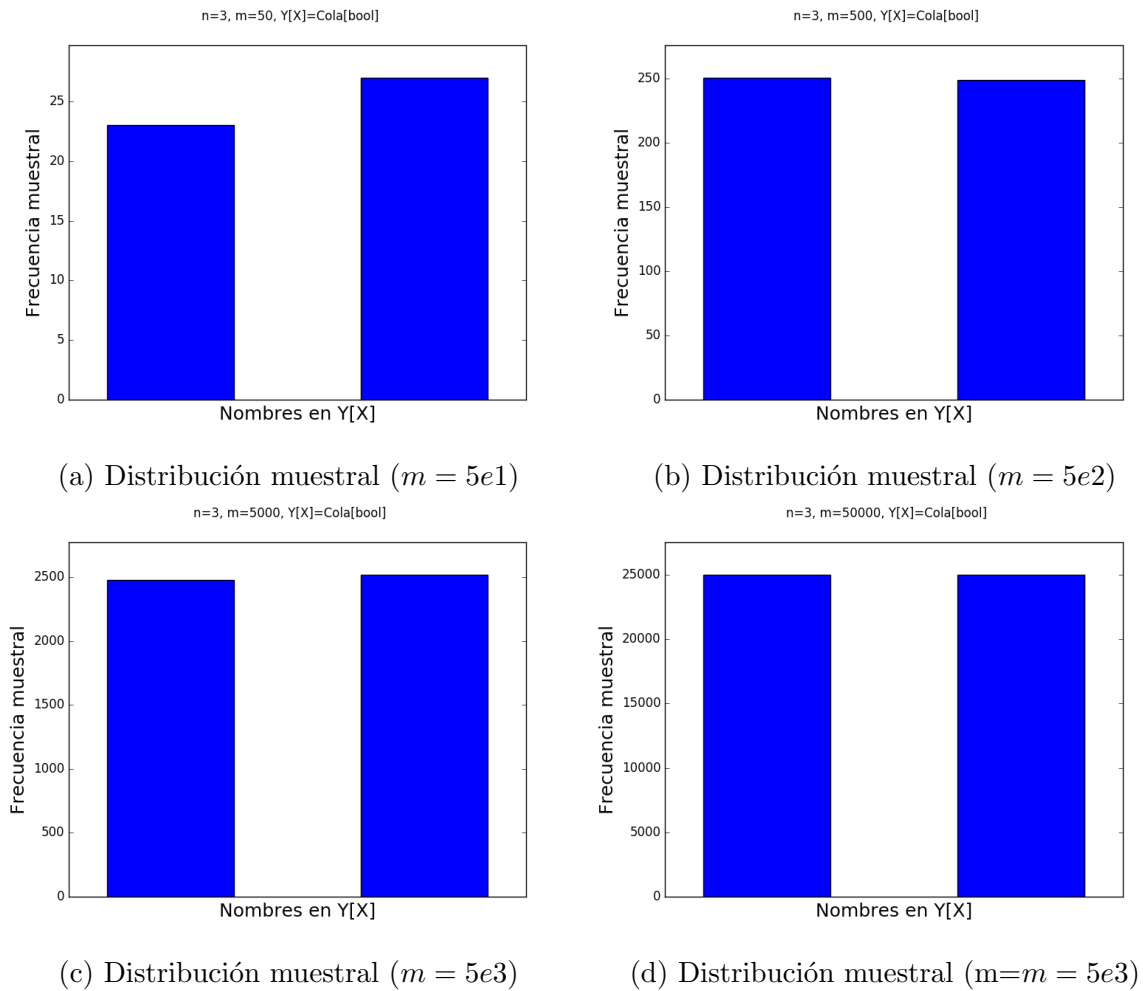 n=3, m=50, Y[X]=Cola[bool]
Frecuencia muestral
25
20
15
10
5
0
Nombres en Y[X]
(a) Distribución muestral (m = 5e1)
n=3, m=500, Y[X]=Cola[bool]
Frecuencia muestral
250
200
150
100
50
0
Nombres en Y[X]
(b) Distribución muestral (m = 5e2)
n=3, m=5000, Y[X]=Cola[bool]
Frecuencia muestral
2500
2000
1500
1000
500
0
Nombres en Y[X]
(c) Distribución muestral (m = 5e3)
n=3, m=50000, Y[X]=Cola[bool]
Frecuencia muestral
25000
20000
15000
10000
5000
0
Nombres en Y[X]
(d) Distribución muestral (m=m = 5e3)